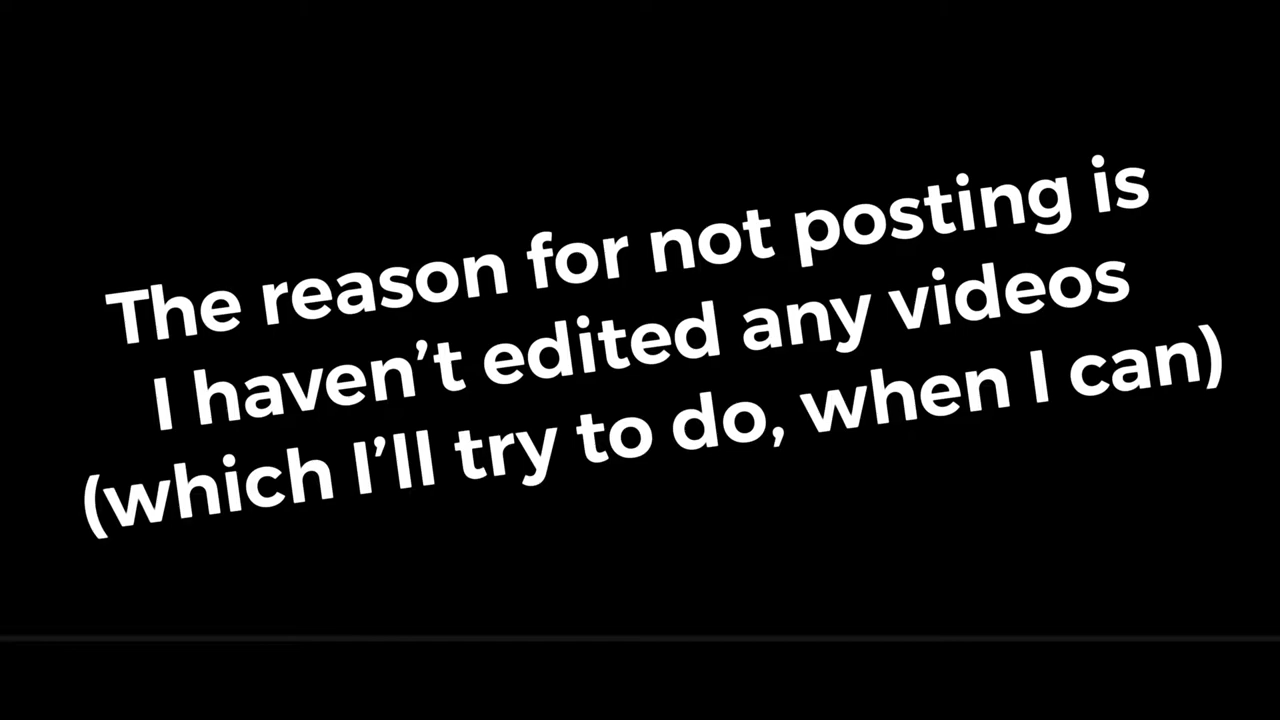 The reason for not posting is
I haven’t edited any videos
(which I’ll try to do, when I can)